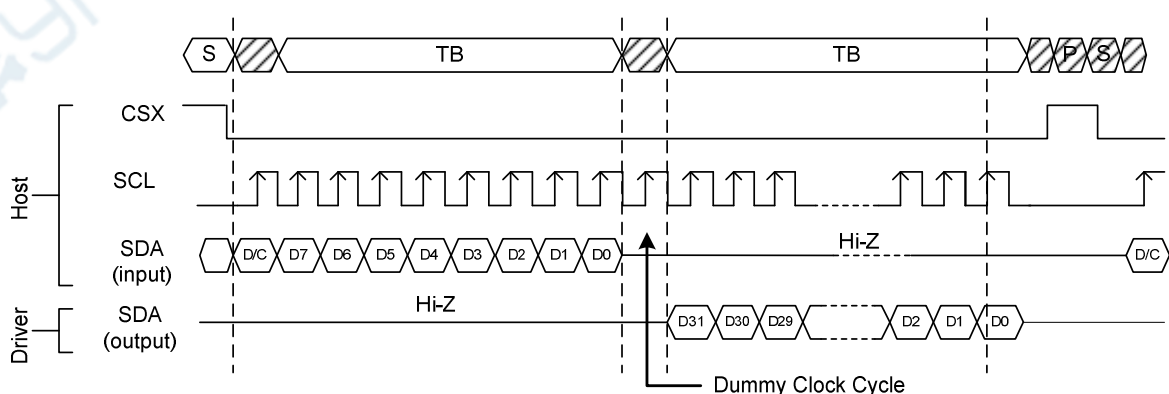 S TB TB P S
CSX
SCL
Host
SDA
(input)
D/C D7 D6 D5 D4 D3 D2 D1 D0 Hi-Z D/C
Driver
SDA
(output)
Hi-Z D31 D30 D29 D2 D1 D0
Dummy Clock Cycle